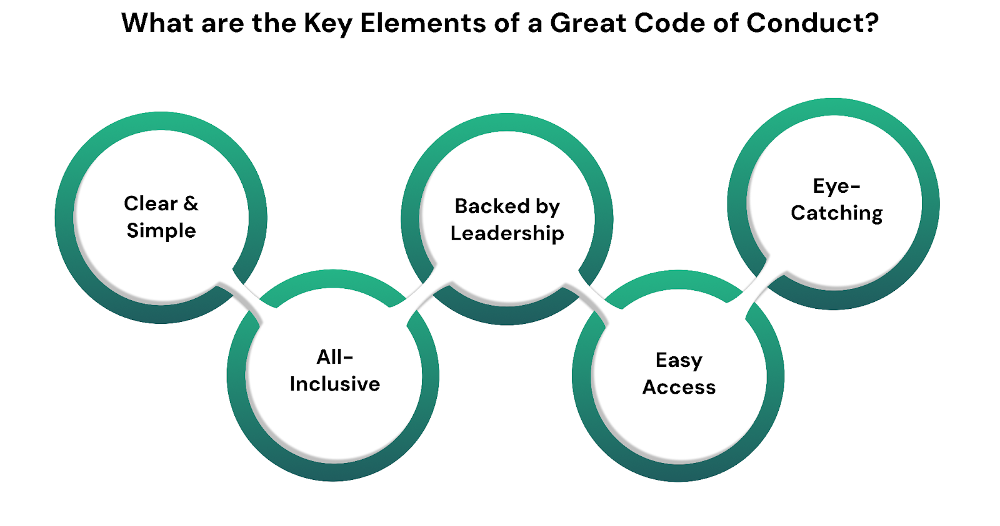 What are the Key Elements of a Great Code of Conduct?
Clear &
Simple
All-
Inclusive
Backed by
Leadership
Easy
Access
Eye-
Catching